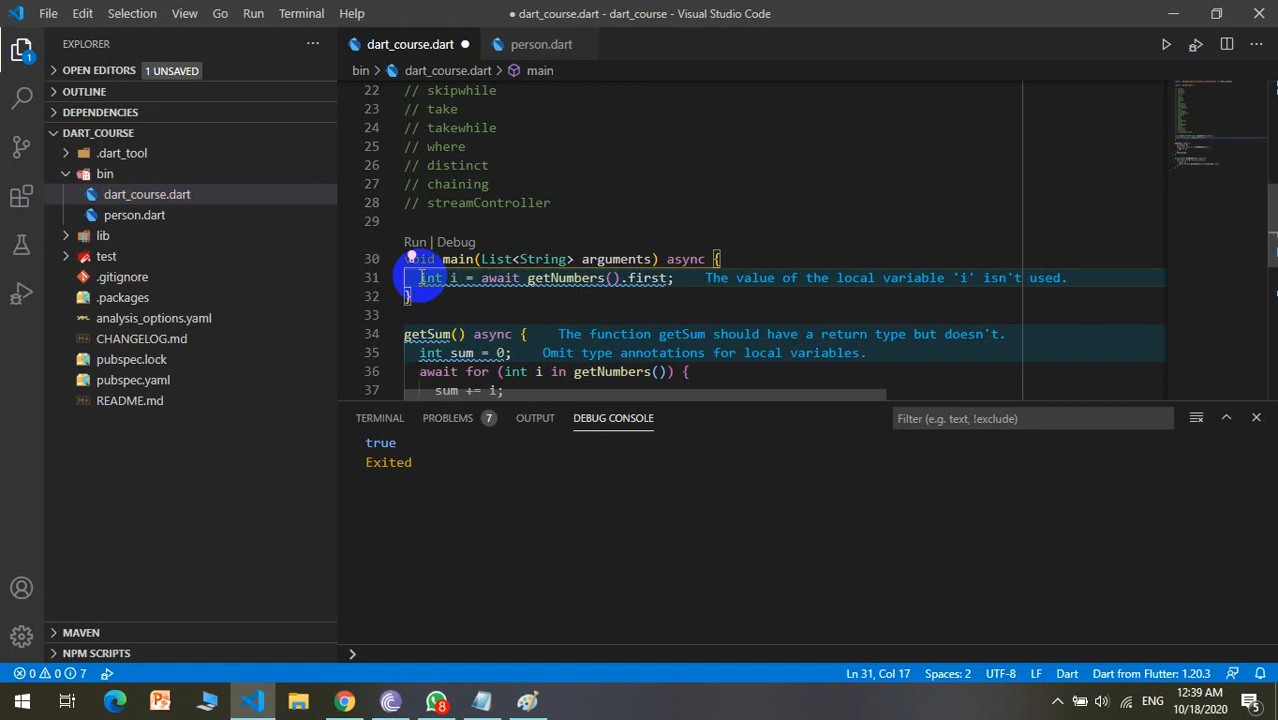 File Edit Selection View Go Run Terminal Help
● dart_course.dart - dart_course - Visual Studio Code
EXPLORER
OPEN EDITORS 1 UNSAVED
OUTLINE
DEPENDENCIES
DART_COURSE
.dart_tool
bin
dart_course.dart
person.dart
lib
test
.gitignore
.packages
analysis_options.yaml
CHANGELOG.md
pubspec.lock
pubspec.yaml
README.md
MAVEN
NPM SCRIPTS
dart_course.dart ● person.dart
bin > dart_course.dart > main
22 // skipwhile
23 // take
24 // takewhile
25 // where
26 // distinct
27 // chaining
28 // streamController
29
Run | Debug
30 void main(List<String> arguments) async {
31 int i = await getNumbers().first; The value of the local variable 'i' isn't used.
32 }
33
34 getSum() async { The function getSum should have a return type but doesn't.
35 int sum = 0; Omit type annotations for local variables.
36 await for (int i in getNumbers()) {
37 sum += i;
TERMINAL PROBLEMS 7 OUTPUT DEBUG CONSOLE Filter (e.g. text, !exclude)
true
Exited
0 0 7 Ln 31, Col 17 Spaces: 2 UTF-8 LF Dart Dart from Flutter: 1.20.3
8 ENG 12:39 AM
10/18/2020 5
1